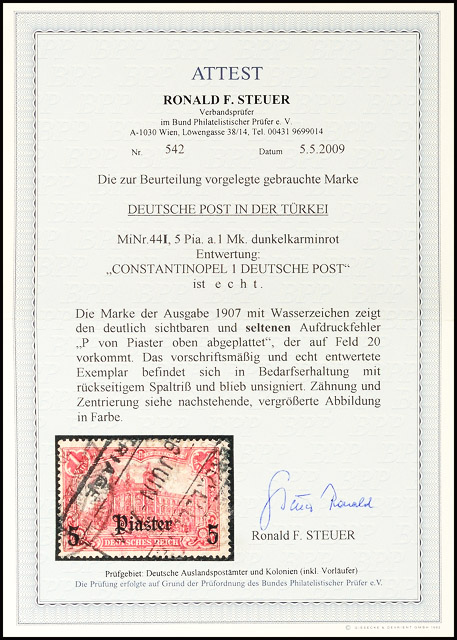 ATTEST
RONALD F. STEUER
Verbandsprüfer
im Bund Philatelistischer Prüfer e. V.
A-1030 Wien, Löwengasse 38/14, Tel. 00431 9699014
Nr. 542 Datum 5.5.2009
Die zur Beurteilung vorgelegte gebrauchte Marke
DEUTSCHE POST IN DER TÜRKEI
MiNr.44I, 5 Pia. a.1 Mk. dunkelkarminrot
Entwertung:
„CONSTANTINOPEL 1 DEUTSCHE POST“
ist echt.
Die Marke der Ausgabe 1907 mit Wasserzeichen zeigt
den deutlich sichtbaren und seltenen Aufdruckfehler
„P von Piaster oben abgeplattet“, der auf Feld 20
vorkommt. Das vorschriftsmäßig und echt entwertete
Exemplar befindet sich in Bedarfserhaltung mit
rückseitigem Spaltriß und blieb unsigniert. Zähnung und
Zentrierung siehe nachstehende, vergrößerte Abbildung
in Farbe.
5 Piaster 5
DEUTSCHES REICH
Ronald
Ronald F. STEUER
Prüfgebiet: Deutsche Auslandspostämter und Kolonien (inkl. Vorläufer)
Die Prüfung erfolgte auf Grund der Prüfordnung des Bundes Philatelistischer Prüfer e.V.